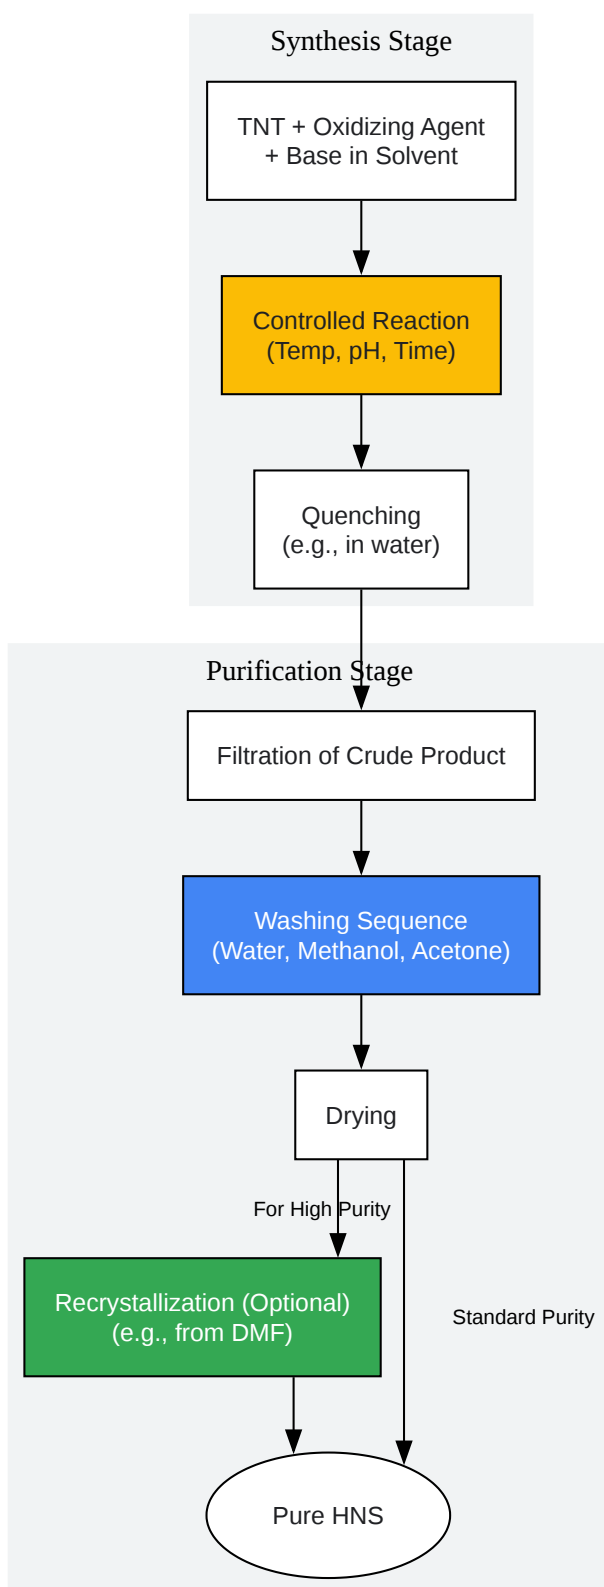 Synthesis Stage
TNT + Oxidizing Agent
+ Base in Solvent
Controlled Reaction
(Temp, pH, Time)
Quenching
(e.g., in water)
Purification Stage
Filtration of Crude Product
Washing Sequence
(Water, Methanol, Acetone)
Drying
For High Purity
Recrystallization (Optional)
(e.g., from DMF)
Standard Purity
Pure HNS